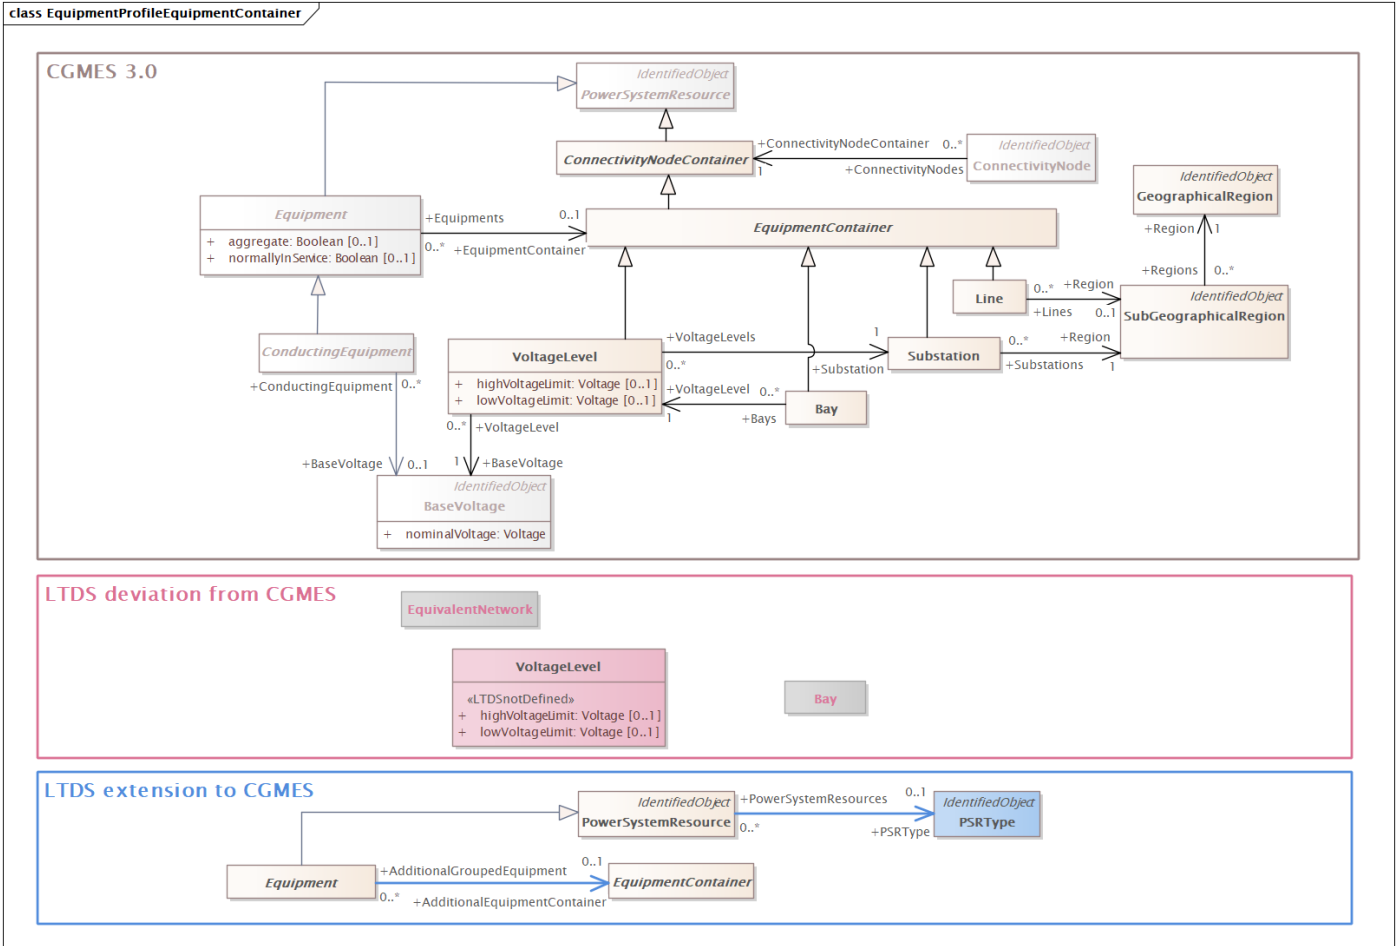 class EquipmentProfileEquipmentContainer
CGMES 3.0
IdentifiedObject
PowerSystemResource
ConnectivityNodeContainer
+ConnectivityNodeContainer 0..*
1
+ConnectivityNodes
IdentifiedObject
ConnectivityNode
IdentifiedObject
GeographicalRegion
+Region 1
+Regions 0..*
Equipment
+ aggregate: Boolean [0..1]
+ normallyInService: Boolean [0..1]
+Equipments 0..1
0..* +EquipmentContainer
EquipmentContainer
Line
0..* +Region
+Lines 0..1
IdentifiedObject
SubGeographicalRegion
ConductingEquipment
+ConductingEquipment 0..*
VoltageLevel
+ highVoltageLimit: Voltage [0..1]
+ lowVoltageLimit: Voltage [0..1]
+VoltageLevels 1
0..* +Substation
Substation
0..* +Region
+Substations 1
+VoltageLevel 0..*
1 +Bays
Bay
0..* +VoltageLevel
+BaseVoltage 0..1
1 +BaseVoltage
IdentifiedObject
BaseVoltage
+ nominalVoltage: Voltage
LTDS deviation from CGMES
EquivalentNetwork
VoltageLevel
«LTDSnotDefined»
+ highVoltageLimit: Voltage [0..1]
+ lowVoltageLimit: Voltage [0..1]
Bay
LTDS extension to CGMES
IdentifiedObject
PowerSystemResource
+PowerSystemResources 0..1
0..* +PSRType
IdentifiedObject
PSRType
Equipment
+AdditionalGroupedEquipment 0..1
0..* +AdditionalEquipmentContainer
EquipmentContainer